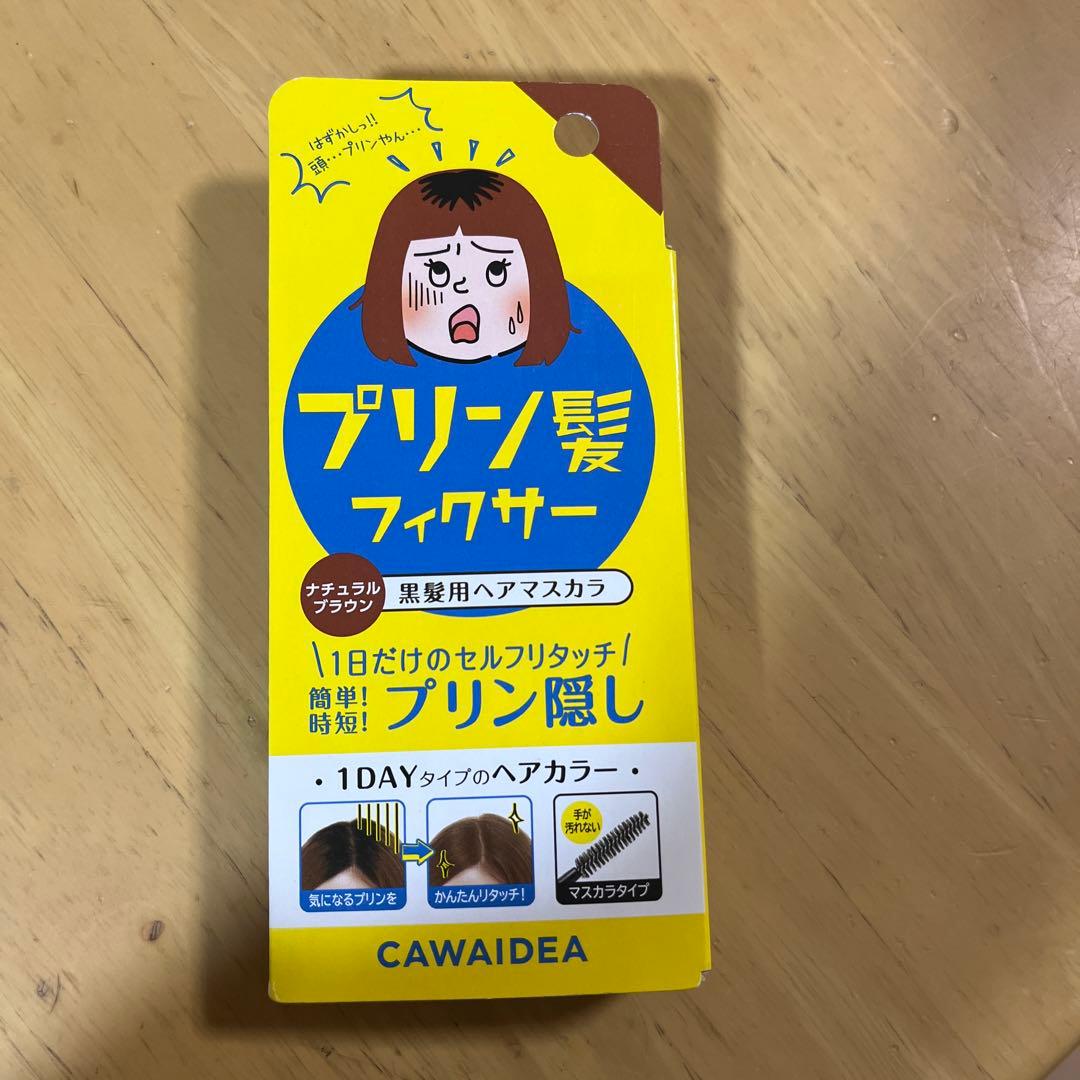 はずかしっ!!
頭…プリンやん…
プリン髪
フィクサー
ナチュラル
ブラウン
黒髪用ヘアマスカラ
\1日だけのセルフリタッチ/
簡単!
時短!
プリン隠し
・1DAYタイプのヘアカラー・
手が
汚れない
気になるプリンを
かんたんリタッチ!
マスカラタイプ
CAWAIDEA